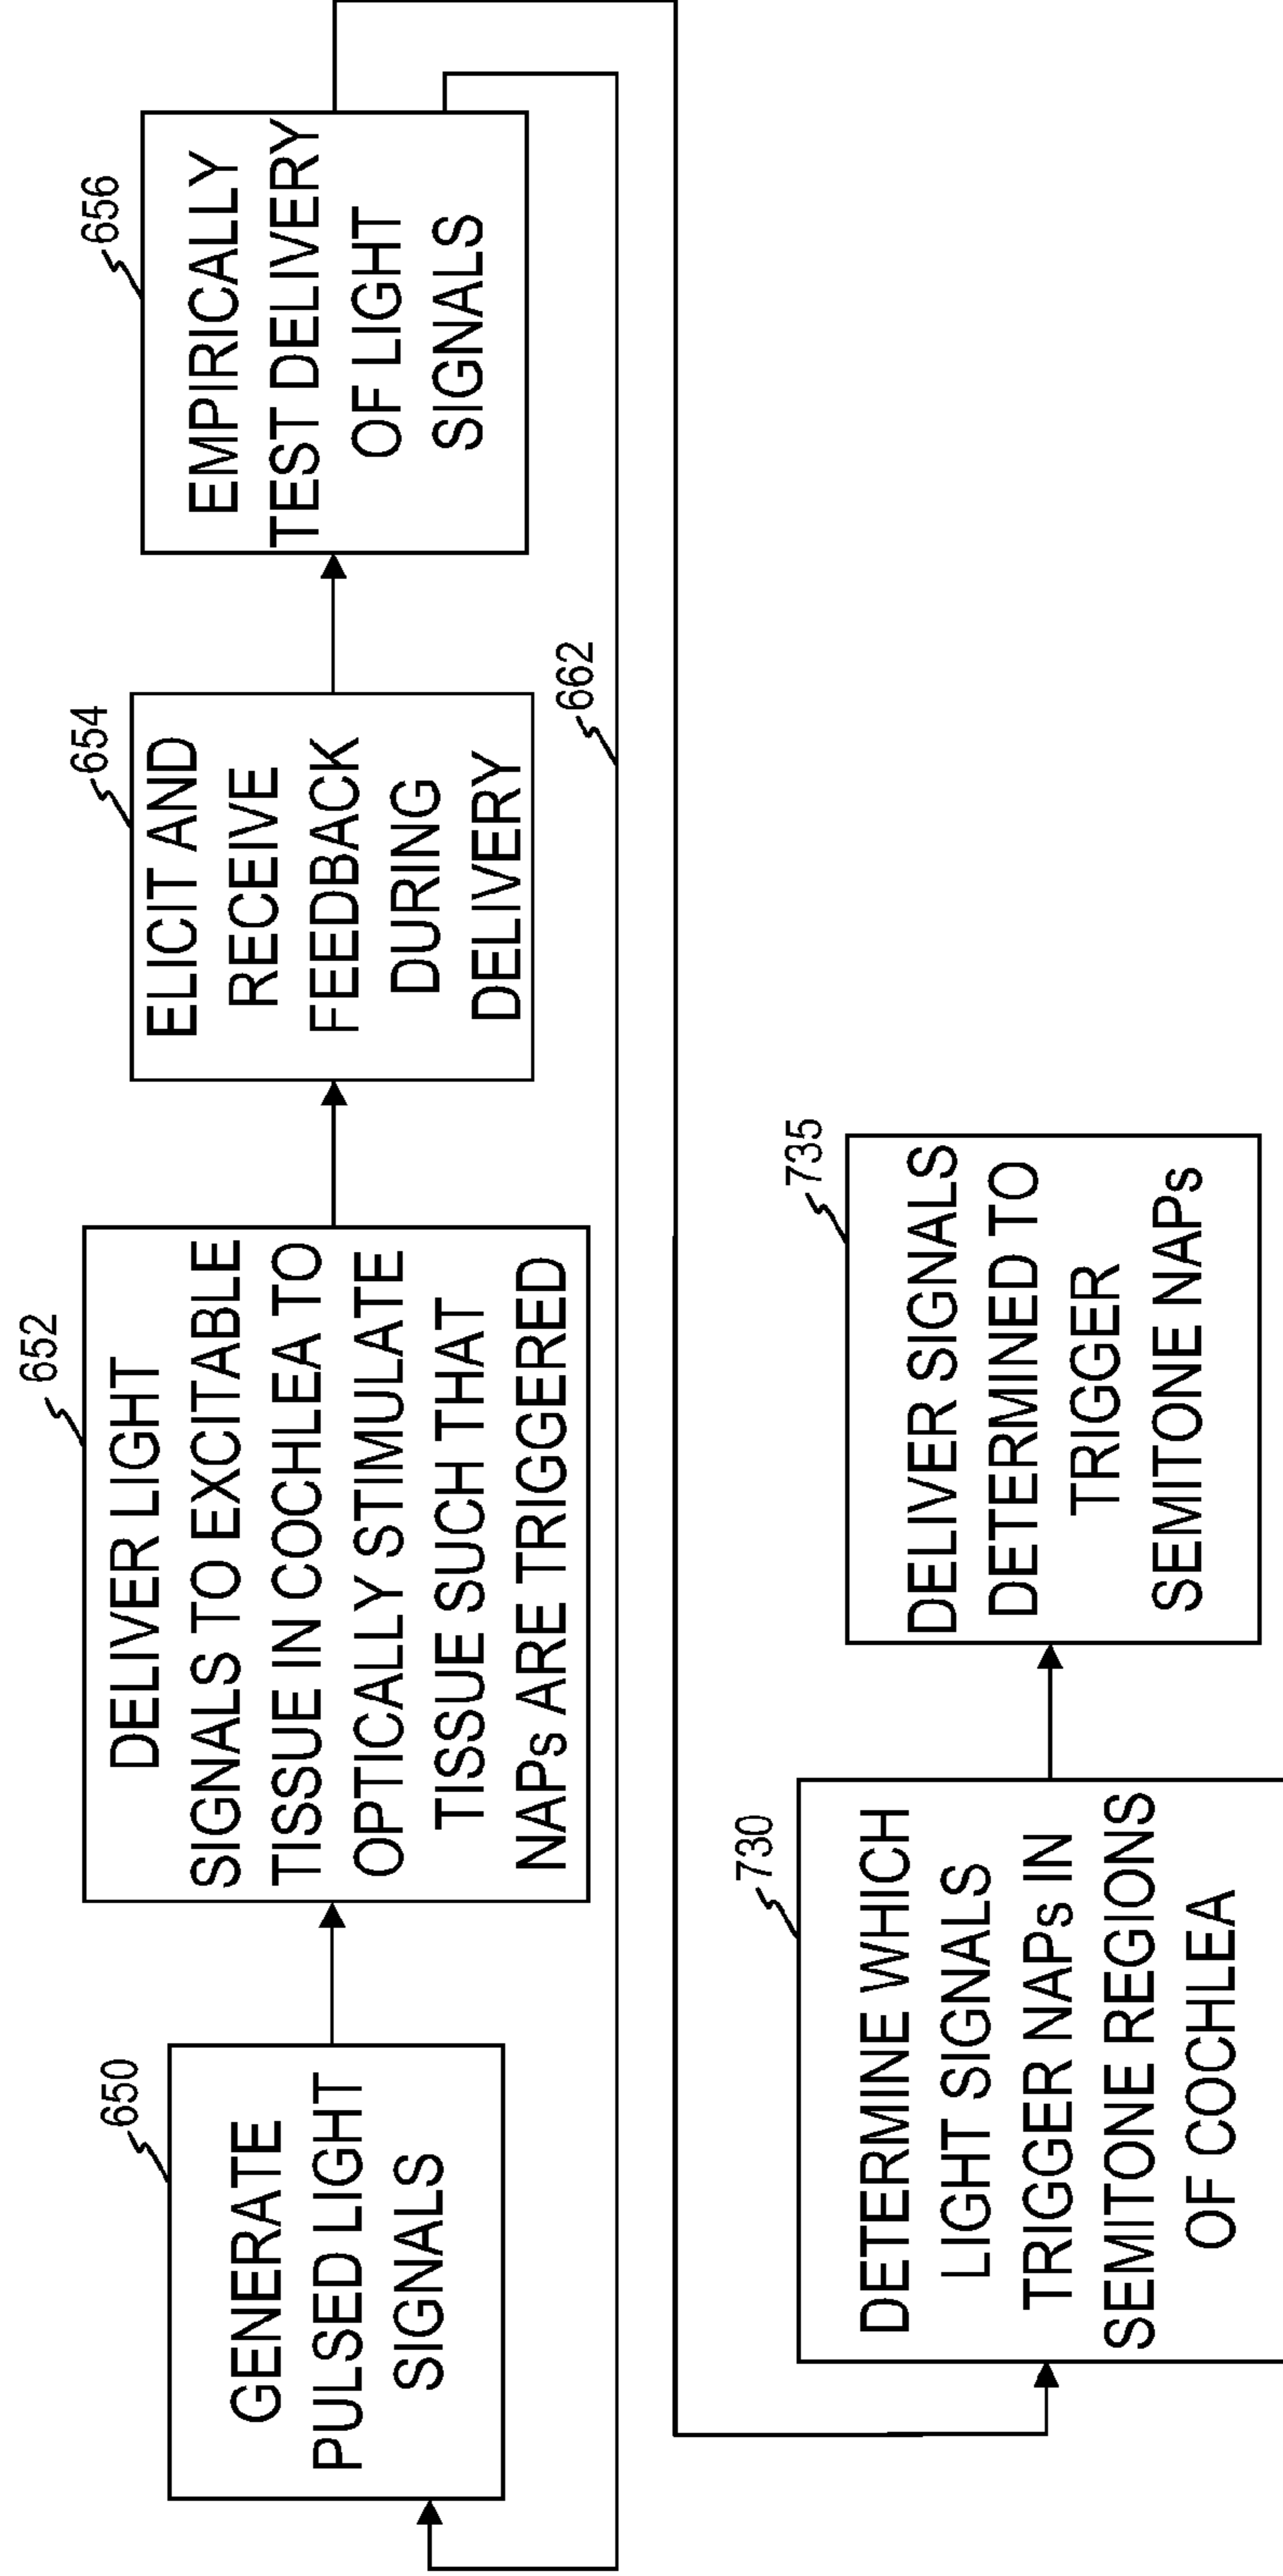 650
GENERATE
PULSED LIGHT
SIGNALS
652
DELIVER LIGHT
SIGNALS TO EXCITABLE
TISSUE IN COCHLEA TO
OPTICALLY STIMULATE
TISSUE SUCH THAT
NAPs ARE TRIGGERED
654
ELICIT AND
RECEIVE
FEEDBACK
DURING
DELIVERY
656
EMPIRICALLY
TEST DELIVERY
OF LIGHT
SIGNALS
662
730
DETERMINE WHICH
LIGHT SIGNALS
TRIGGER NAPs IN
SEMITONE REGIONS
OF COCHLEA
735
DELIVER SIGNALS
DETERMINED TO
TRIGGER
SEMITONE NAPs